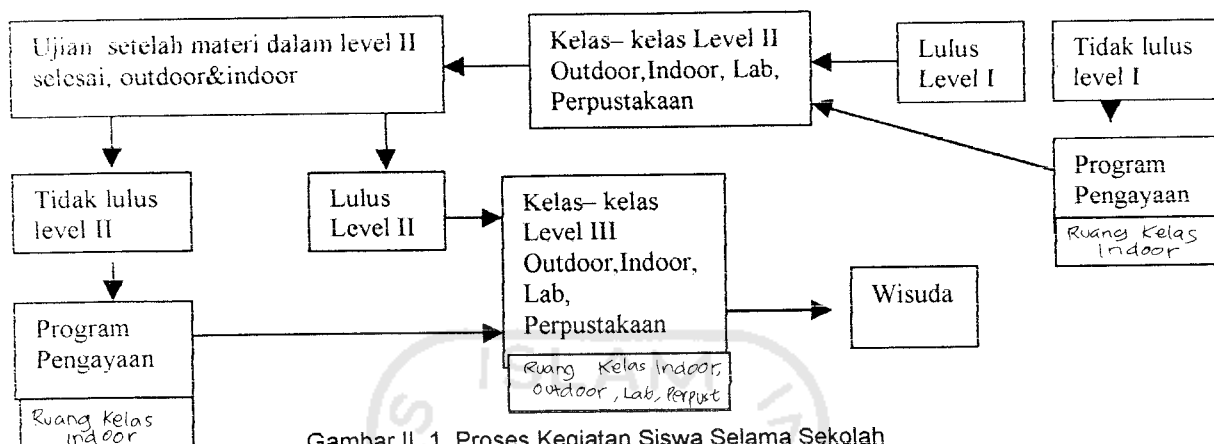 Ujian setelah materi dalam level II
selesai, outdoor&indoor
Kelas– kelas Level II
Outdoor,Indoor, Lab,
Perpustakaan
Lulus
Level I
Tidak lulus
level I
Program
Pengayaan
Ruang Kelas
Indoor
Tidak lulus
level II
Lulus
Level II
Kelas– kelas
Level III
Outdoor,Indoor,
Lab,
Perpustakaan
Ruang Kelas Indoor,
Outdoor, Lab, Perpust
Wisuda
Program
Pengayaan
Ruang Kelas
Indoor
ISLAM
Gambar II. 1. Proses Kegiatan Siswa Selama Sekolah